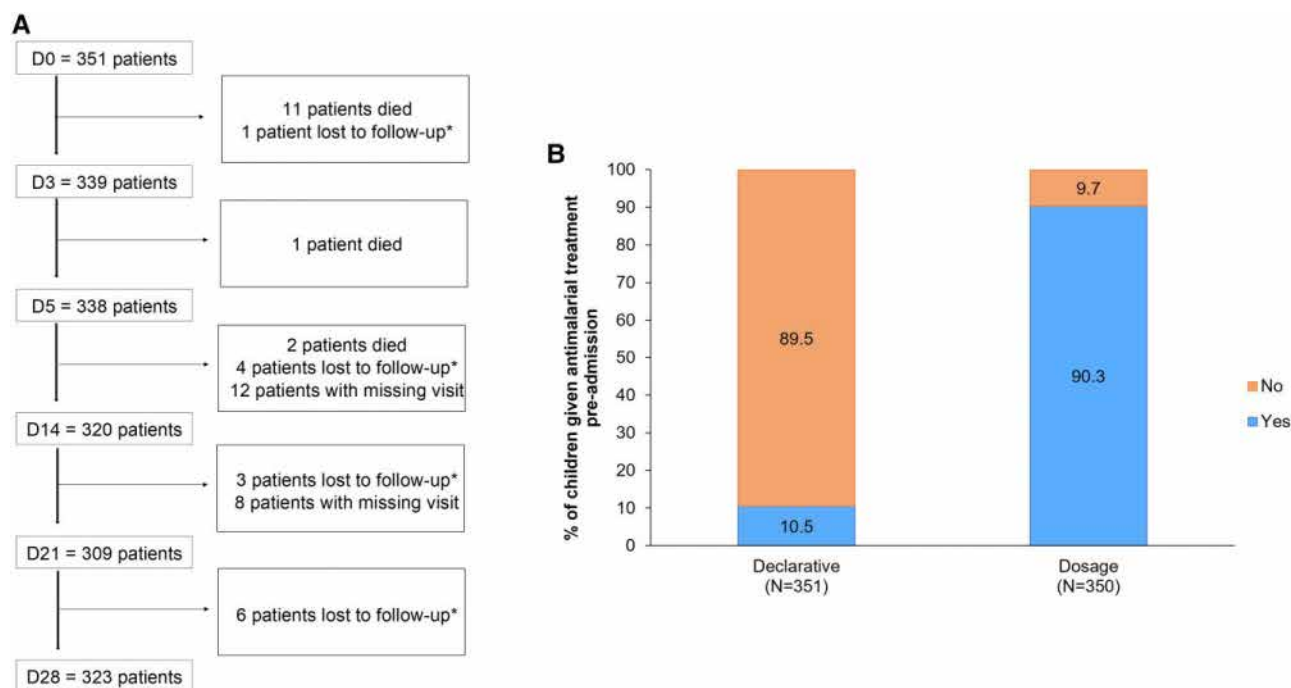 A
D0 = 351 patients
11 patients died
1 patient lost to follow-up*
D3 = 339 patients
1 patient died
D5 = 338 patients
2 patients died
4 patients lost to follow-up*
12 patients with missing visit
D14 = 320 patients
3 patients lost to follow-up*
8 patients with missing visit
D21 = 309 patients
6 patients lost to follow-up*
D28 = 323 patients
B
% of children given antimalarial treatment
pre-admission
100
90
80
70
60
50
40
30
20
10
0
89.5
10.5
9.7
90.3
Declarative
(N=351)
Dosage
(N=350)
No
Yes